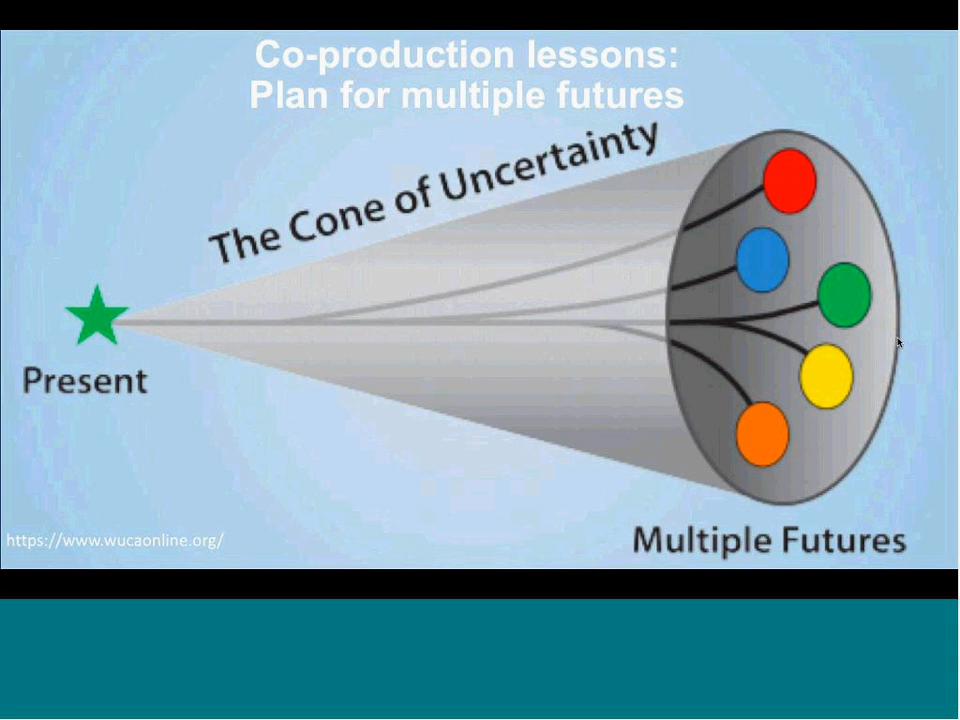 Co-production lessons:
Plan for multiple futures
The Cone of Uncertainty
Present
https://www.wucaonline.org/
Multiple Futures